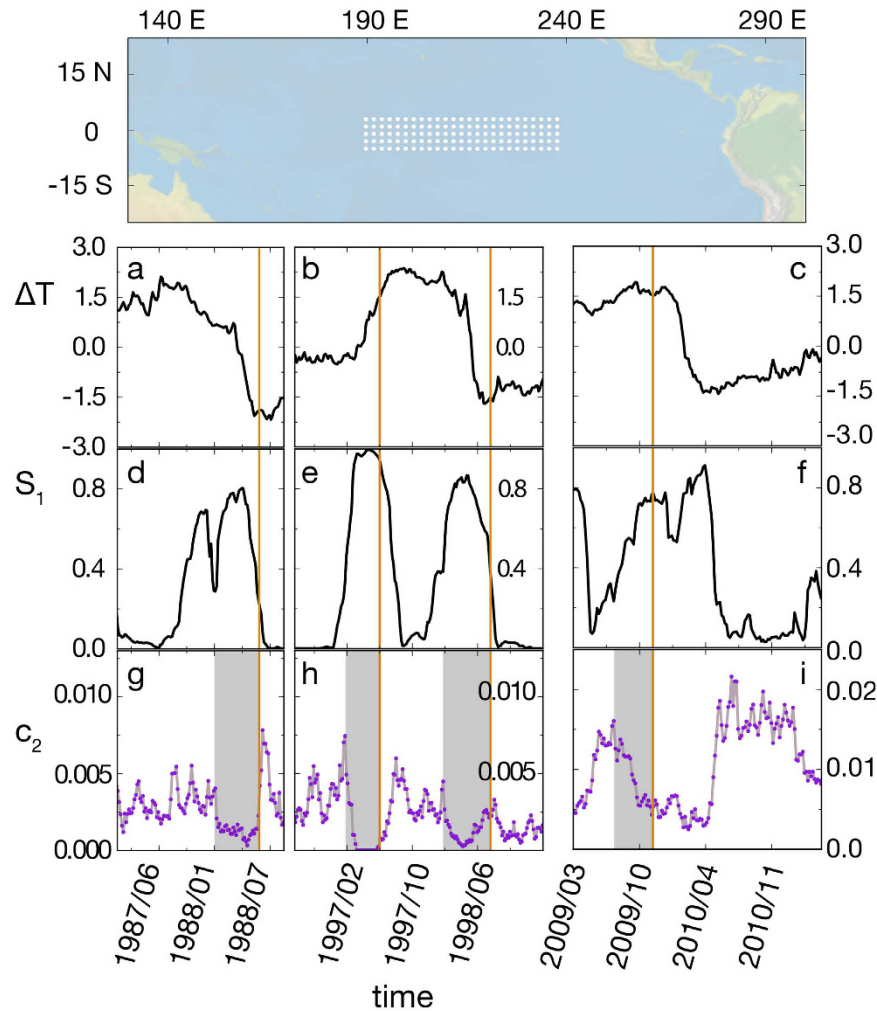 140 E 190 E 240 E 290 E
15 N
0
-15 S
3.0 a b c 3.0
ΔT 1.5 1.5 1.5
0.0 0.0 0.0
-1.5 -1.5
-3.0 -3.0
S1 d e f
0.8 0.8 0.8
0.4 0.4 0.4
0.0 0.0
g h i
0.010 0.010 0.02
c2
0.005 0.005 0.01
0.000 0.0
1987/06 1988/01 1988/07 1997/02 1997/10 1998/06 2009/03 2009/10 2010/04 2010/11
time